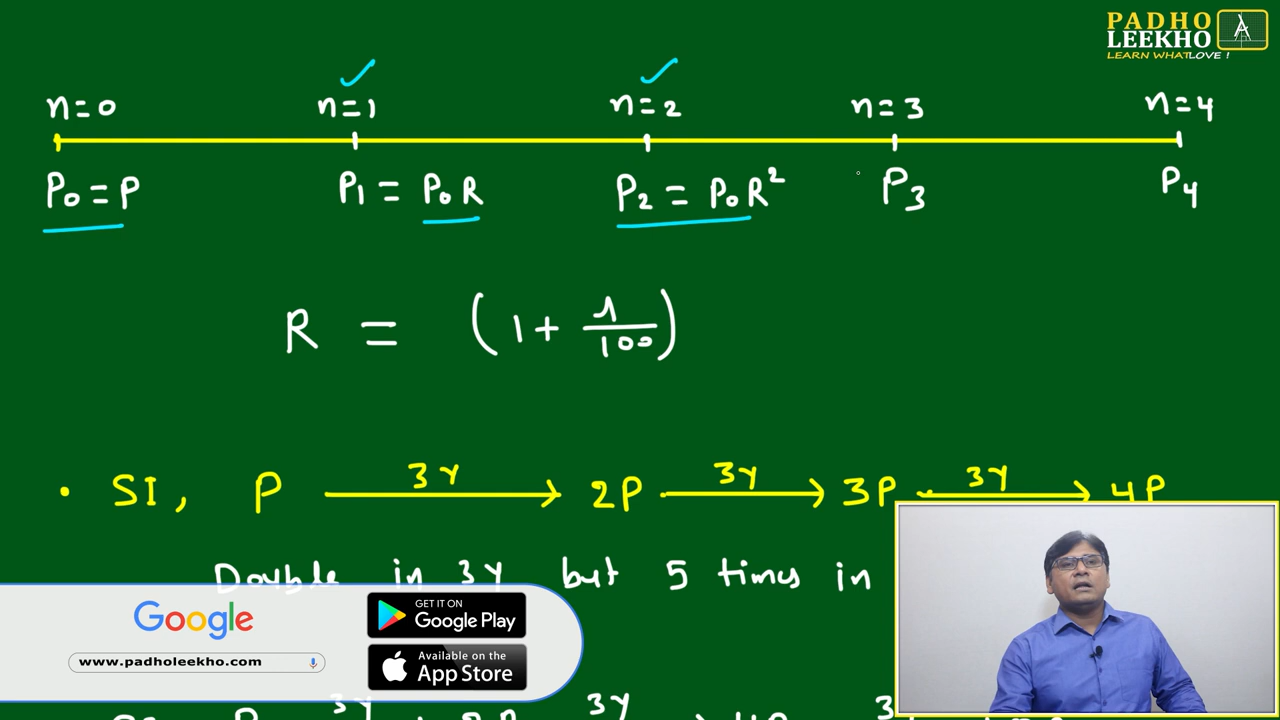 PADHO
LEEKHO
LEARN WHAT LOVE !
n=0 n=1 n=2 n=3 n=4
P₀ = P P₁ = P₀R P₂ = P₀R² P₃ P₄
R = (1 + r/100)
• SI, P 3Y → 2P 3Y → 3P 3Y → 4P
Double in 3Y but 5 times in
Google
www.padholeekho.com
GET IT ON
Google Play
Available on the
App Store
3Y 3Y